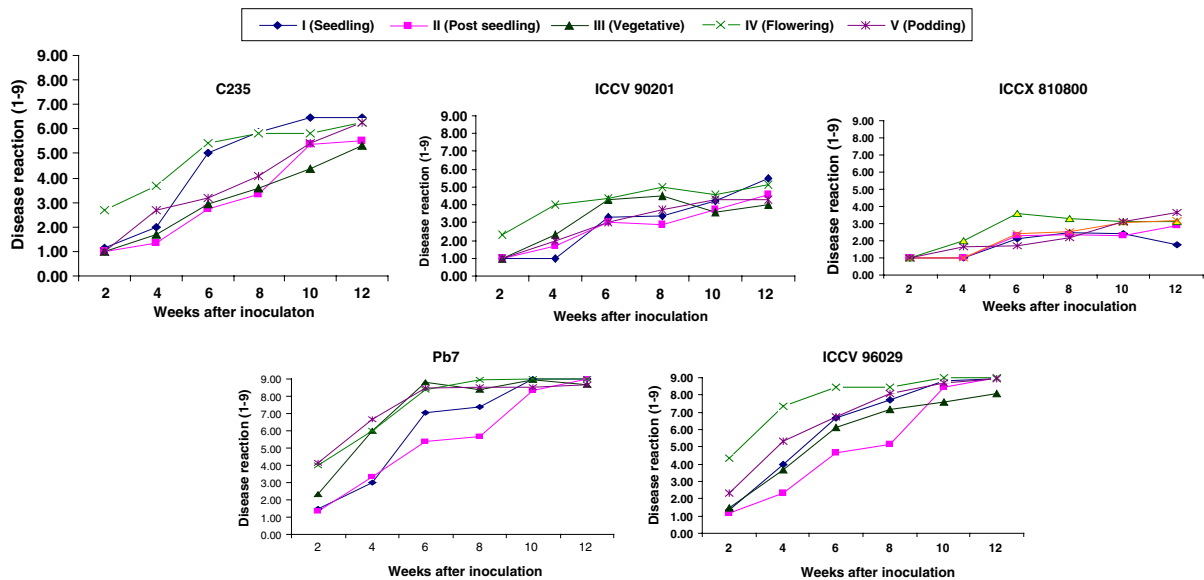 I (Seedling) II (Post seedling) III (Vegetative) IV (Flowering) V (Podding)
C235
Disease reaction (1-9)
9.00
8.00
7.00
6.00
5.00
4.00
3.00
2.00
1.00
0.00
2 4 6 8 10 12
Weeks after inoculaton
ICCV 90201
Disease reaction (1-9)
9.00
8.00
7.00
6.00
5.00
4.00
3.00
2.00
1.00
0.00
2 4 6 8 10 12
Weeks after inoculation
ICCX 810800
Disease reaction (1-9)
9.00
8.00
7.00
6.00
5.00
4.00
3.00
2.00
1.00
0.00
2 4 6 8 10 12
Weeks after inoculation
Pb7
Disease reaction (1-9)
9.00
8.00
7.00
6.00
5.00
4.00
3.00
2.00
1.00
0.00
2 4 6 8 10 12
Weeks after inoculation
ICCV 96029
Disease reaction (1-9)
9.00
8.00
7.00
6.00
5.00
4.00
3.00
2.00
1.00
0.00
2 4 6 8 10 12
Weeks after inoculation